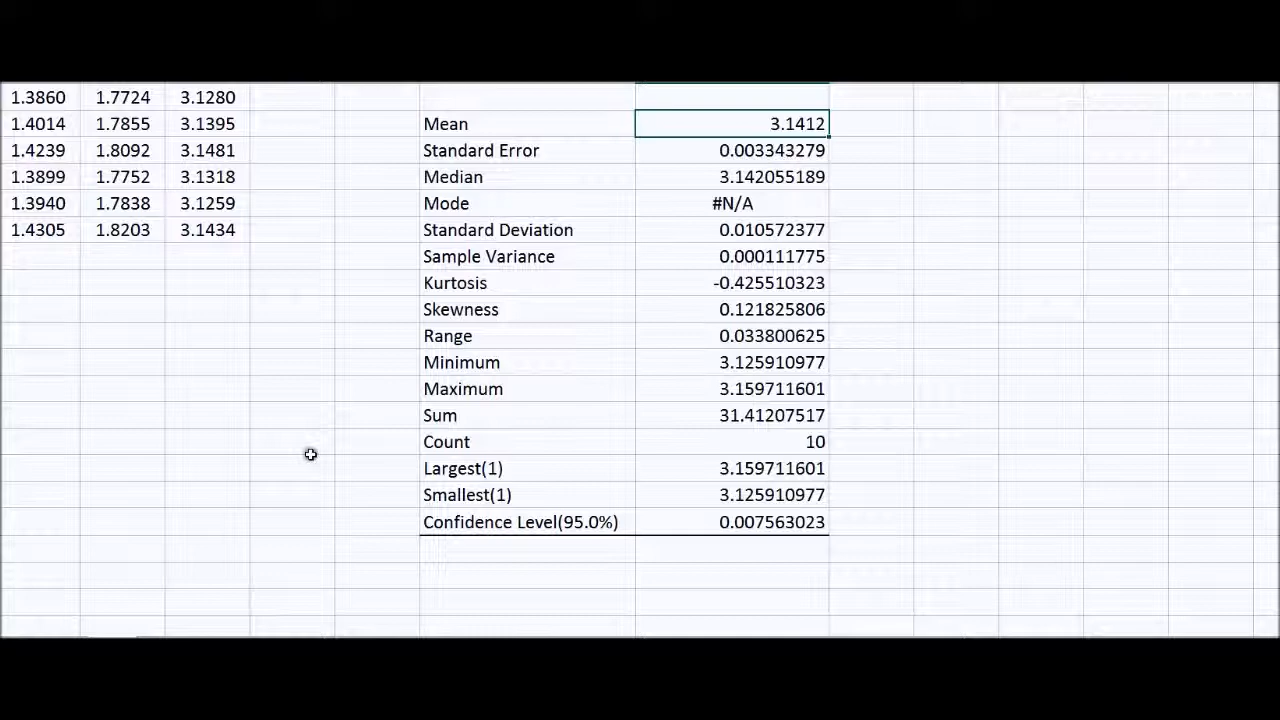 1.3860 1.7724 3.1280
1.4014 1.7855 3.1395 Mean 3.1412
1.4239 1.8092 3.1481 Standard Error 0.003343279
1.3899 1.7752 3.1318 Median 3.142055189
1.3940 1.7838 3.1259 Mode #N/A
1.4305 1.8203 3.1434 Standard Deviation 0.010572377
Sample Variance 0.000111775
Kurtosis -0.425510323
Skewness 0.121825806
Range 0.033800625
Minimum 3.125910977
Maximum 3.159711601
Sum 31.41207517
Count 10
Largest(1) 3.159711601
Smallest(1) 3.125910977
Confidence Level(95.0%) 0.007563023